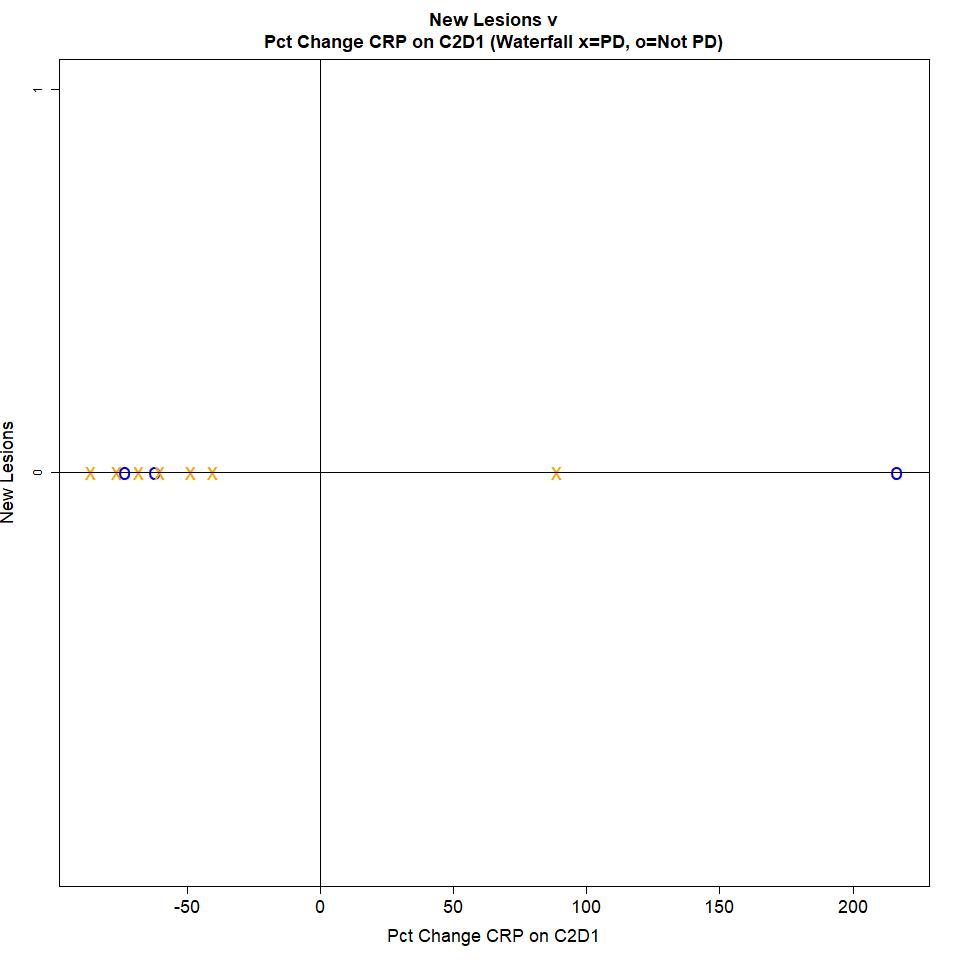 New Lesions v
Pct Change CRP on C2D1 (Waterfall x=PD, o=Not PD)
1
New Lesions
0
x x o x o x x x x o
-50 0 50 100 150 200
Pct Change CRP on C2D1